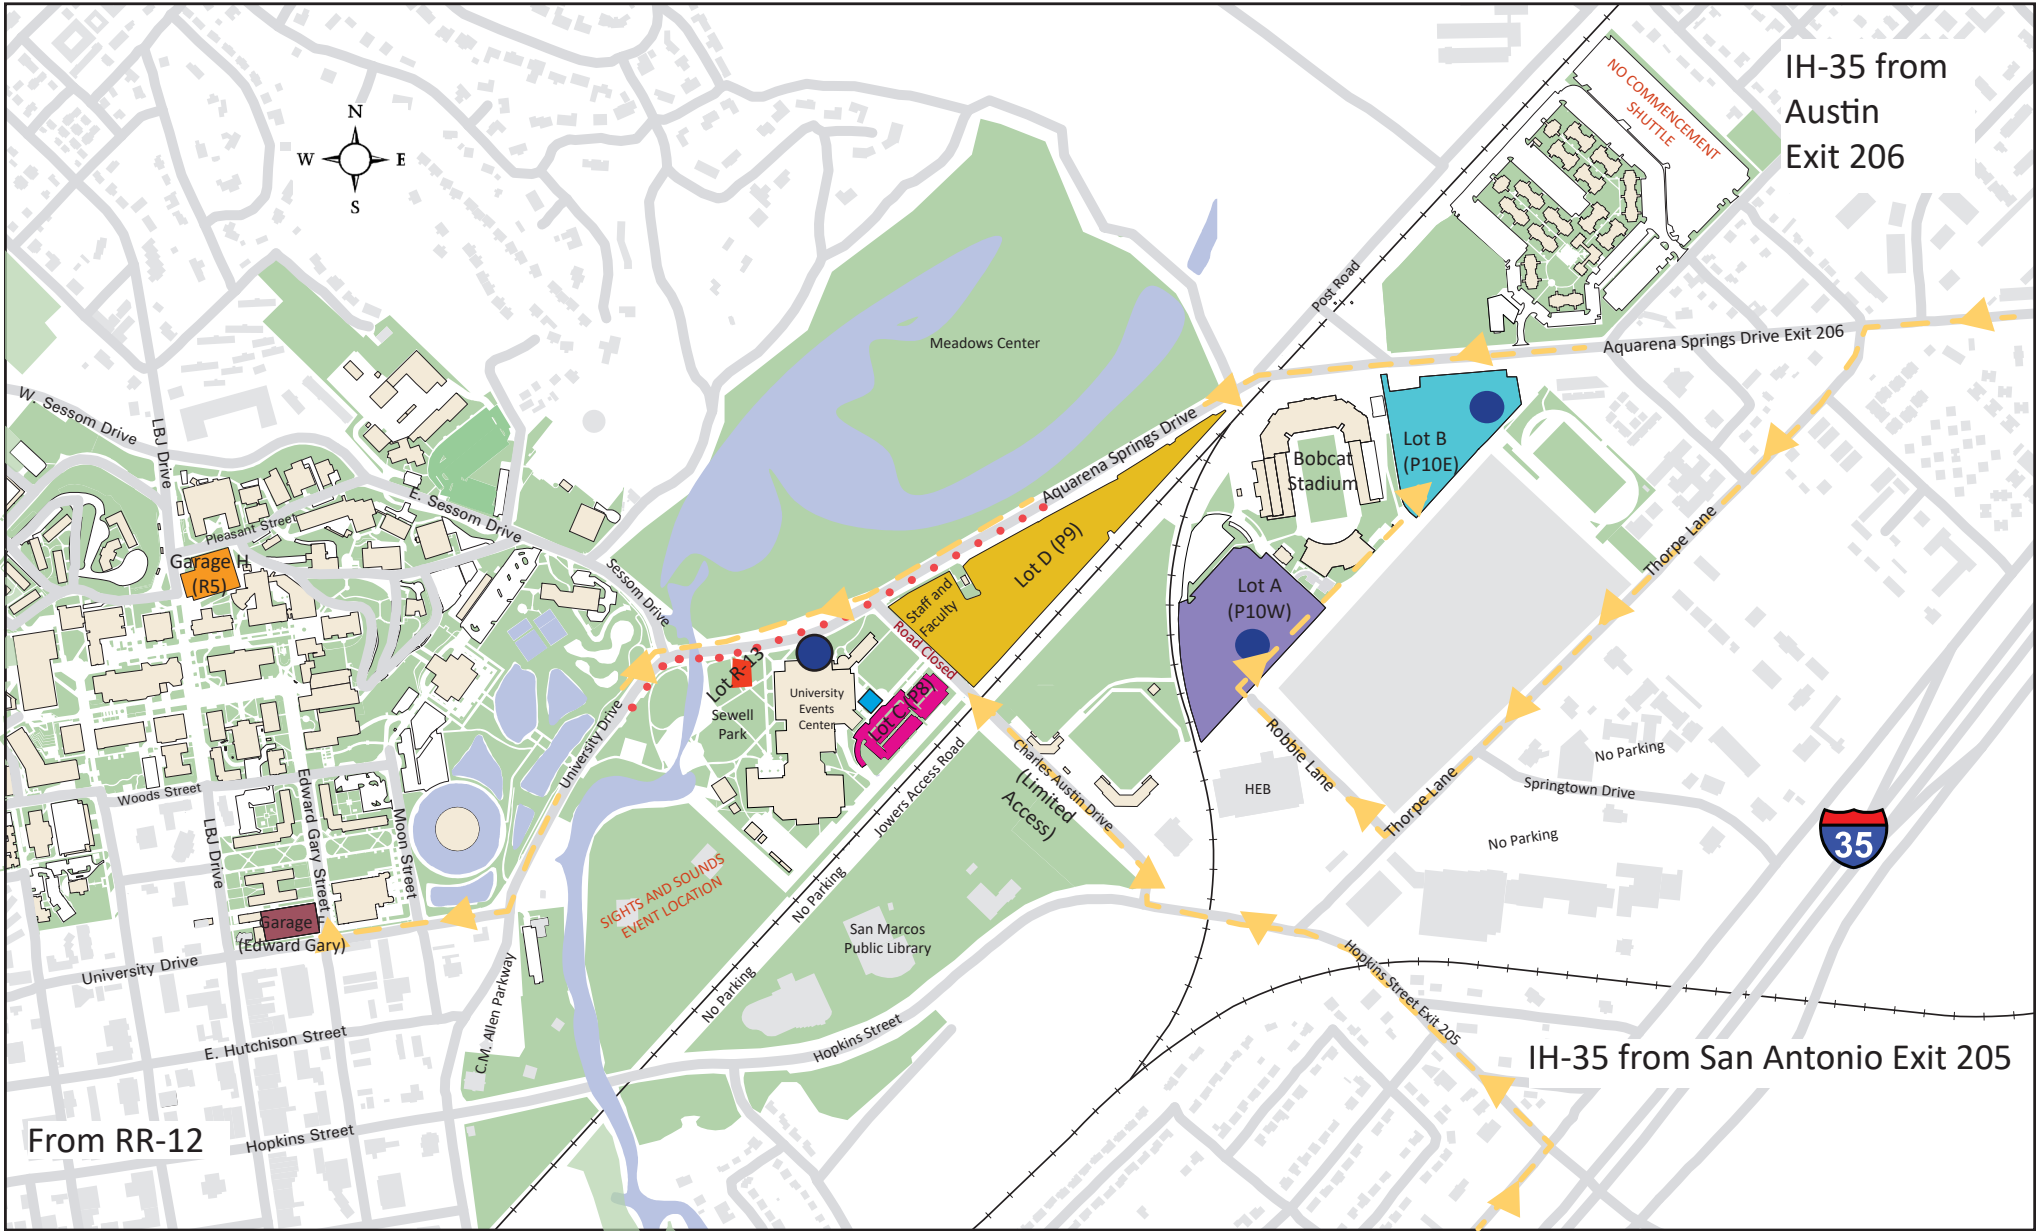 IH-35 from
Austin
Exit 206
NO COMMENCEMENT
SHUTTLE
N
W
E
S
Post Road
Meadows Center
Aquarena Springs Drive Exit 206
W. Sessom Drive
LBJ Drive
Aquarena Springs Drive
Lot B
(P10E)
Bobcat
Stadium
E. Sessom Drive
Pleasant Street
Garage H
(R5)
Sessom Drive
Lot D (P9)
Thorpe Lane
Staff and
Faculty
Road Closed
Lot A
(P10W)
Lot R-13
University
Events
Center
Sewell
Park
Lot C (P8)
University Drive
Robbie Lane
Charles Austin Drive
(Limited
Access)
Jowers Access Road
No Parking
Springtown Drive
HEB
Thorpe Lane
No Parking
35
Woods Street
LBJ Drive
Edward Gary Street
Moon Street
SIGHTS AND SOUNDS
EVENT LOCATION
No Parking
San Marcos
Public Library
Garage F
(Edward Gary)
University Drive
C.M. Allen Parkway
No Parking
Hopkins Street
Hopkins Street Exit 205
E. Hutchison Street
IH-35 from San Antonio Exit 205
From RR-12
Hopkins Street